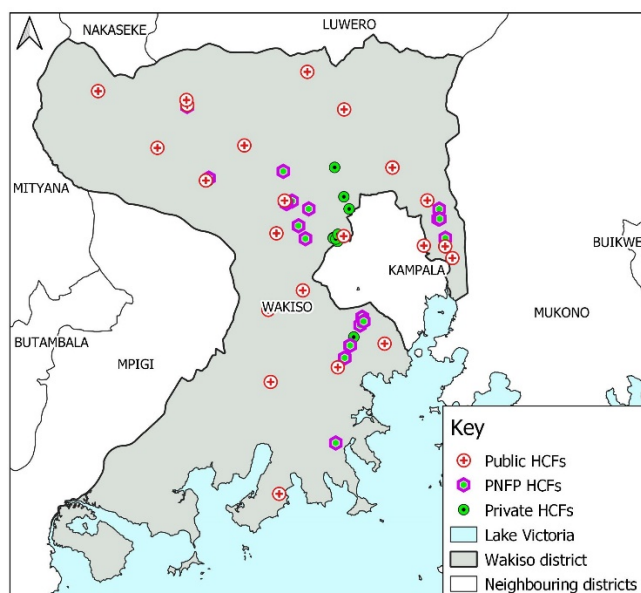 LUWERO
NAKASEKE
MITYANA
BUIKWE
KAMPALA
WAKISO
MUKONO
BUTAMBALA
MPIGI
Key
Public HCFs
PNFP HCFs
Private HCFs
Lake Victoria
Wakiso district
Neighbouring districts